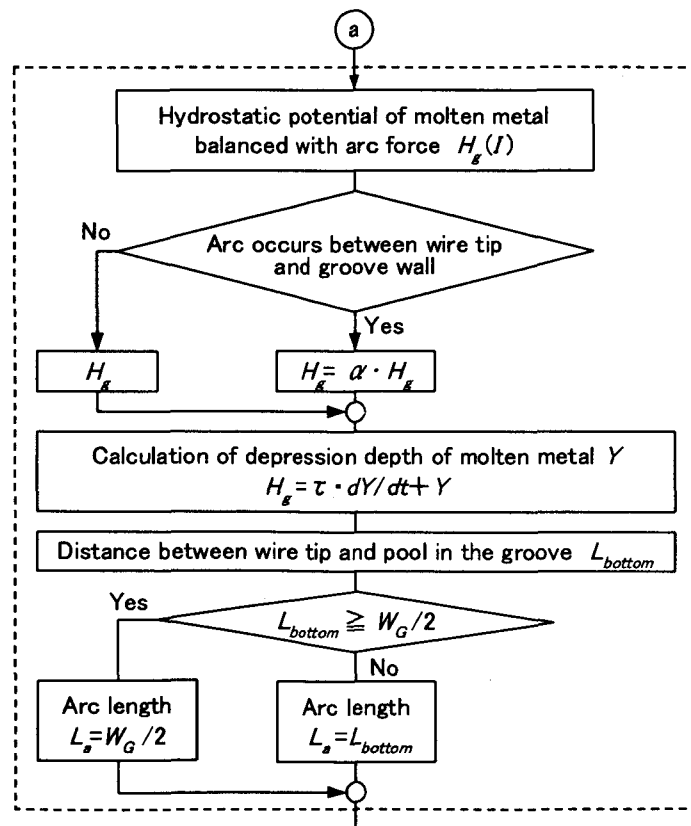 a
Hydrostatic potential of molten metal
balanced with arc force H_g(I)
No
Arc occurs between wire tip
and groove wall
Yes
H_g
H_g= α · H_g
Calculation of depression depth of molten metal Y
H_g=τ · dY/dt+Y
Distance between wire tip and pool in the groove L_bottom
Yes
L_bottom ≧ W_G/2
No
Arc length
L_a=W_G/2
Arc length
L_a=L_bottom